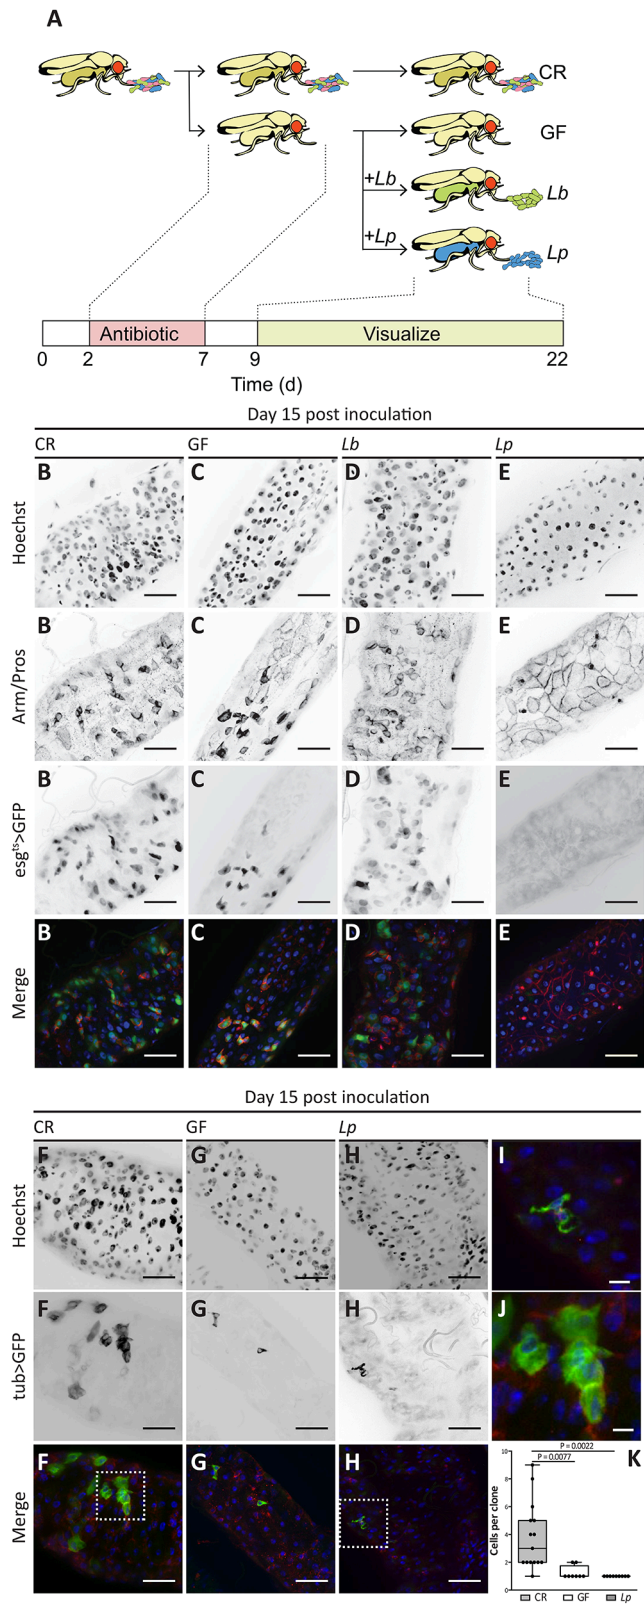 A
CR
GF
+Lb
Lb
+Lp
Lp
Antibiotic
Visualize
0 2 7 9 22
Time (d)
Day 15 post inoculation
CR GF Lb Lp
Hoechst
B C D E
Arm/Pros
B C D E
esgts>GFP
B C D E
Merge
B C D E
Day 15 post inoculation
CR GF Lp
Hoechst
F G H I
tub>GFP
F G H J
Merge
F G H K
P = 0.0022
P = 0.0077
Cells per clone
10
8
6
4
2
0
CR GF Lp